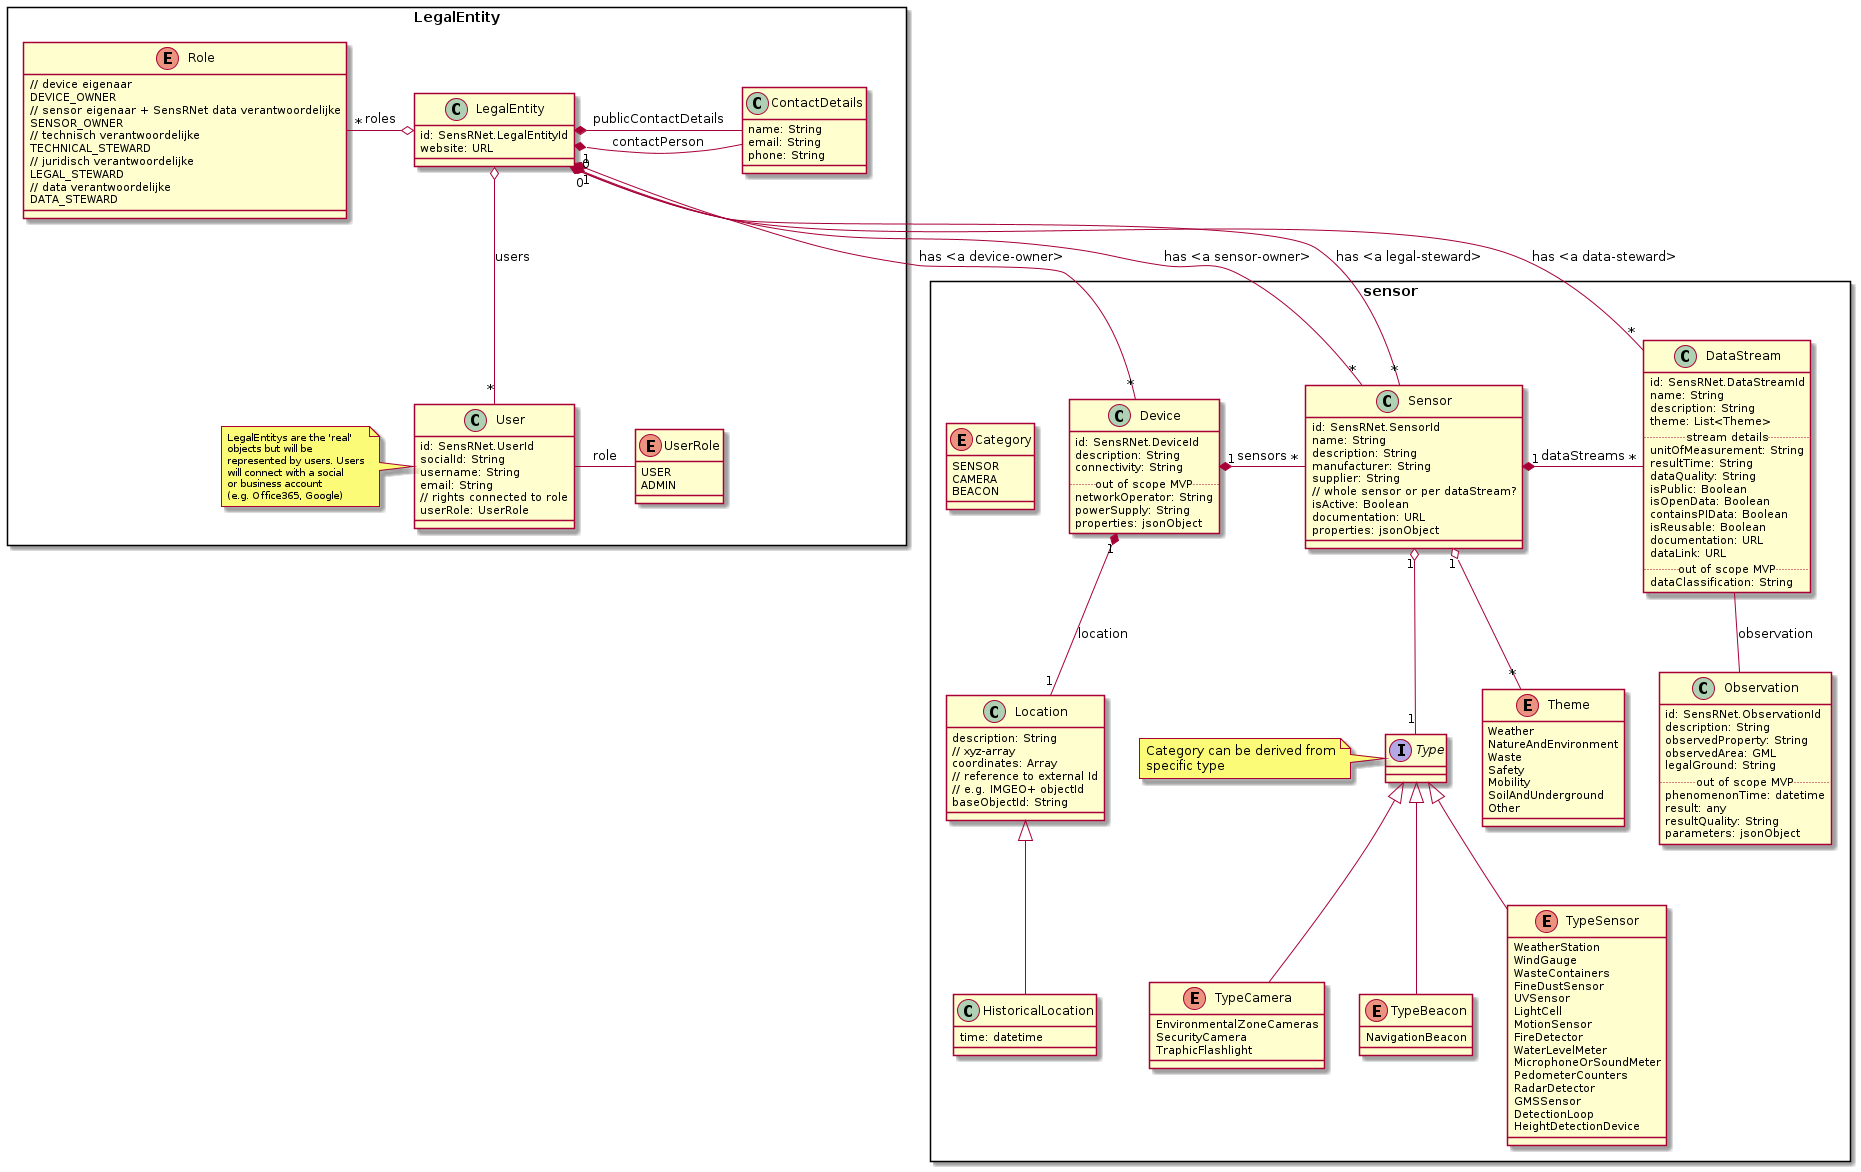 LegalEntity
E Role
// device eigenaar
DEVICE_OWNER
// sensor eigenaar + SensRNet data verantwoordelijke
SENSOR_OWNER
// technisch verantwoordelijke
TECHNICAL_STEWARD
// juridisch verantwoordelijke
LEGAL_STEWARD
// data verantwoordelijke
DATA_STEWARD
* roles
C LegalEntity
id: SensRNet.LegalEntityId
website: URL
publicContactDetails
contactPerson
C ContactDetails
name: String
email: String
phone: String
1
0
0
1
users
*
has <a device-owner>
has <a sensor-owner>
has <a legal-steward>
has <a data-steward>
LegalEntitys are the 'real'
objects but will be
represented by users. Users
will connect with a social
or business account
(e.g. Office365, Google)
C User
id: SensRNet.UserId
socialId: String
username: String
email: String
// rights connected to role
userRole: UserRole
role
E UserRole
USER
ADMIN
sensor
*
*
*
*
E Category
SENSOR
CAMERA
BEACON
C Device
id: SensRNet.DeviceId
description: String
connectivity: String
out of scope MVP
networkOperator: String
powerSupply: String
properties: jsonObject
1 sensors *
C Sensor
id: SensRNet.SensorId
name: String
description: String
manufacturer: String
supplier: String
// whole sensor or per dataStream?
isActive: Boolean
documentation: URL
properties: jsonObject
1 dataStreams *
C DataStream
id: SensRNet.DataStreamId
name: String
description: String
theme: List<Theme>
stream details
unitOfMeasurement: String
resultTime: String
dataQuality: String
isPublic: Boolean
isOpenData: Boolean
containsPIData: Boolean
isReusable: Boolean
documentation: URL
dataLink: URL
out of scope MVP
dataClassification: String
1
location
1
1
1
1
*
observation
C Location
description: String
// xyz-array
coordinates: Array
// reference to external Id
// e.g. IMGEO+ objectId
baseObjectId: String
Category can be derived from
specific type
I Type
E Theme
Weather
NatureAndEnvironment
Waste
Safety
Mobility
SoilAndUnderground
Other
C Observation
id: SensRNet.ObservationId
description: String
observedProperty: String
observedArea: GML
legalGround: String
out of scope MVP
phenomenonTime: datetime
result: any
resultQuality: String
parameters: jsonObject
C HistoricalLocation
time: datetime
E TypeCamera
EnvironmentalZoneCameras
SecurityCamera
TraphicFlashlight
E TypeBeacon
NavigationBeacon
E TypeSensor
WeatherStation
WindGauge
WasteContainers
FineDustSensor
UVSensor
LightCell
MotionSensor
FireDetector
WaterLevelMeter
MicrophoneOrSoundMeter
PedometerCounters
RadarDetector
GMSSensor
DetectionLoop
HeightDetectionDevice